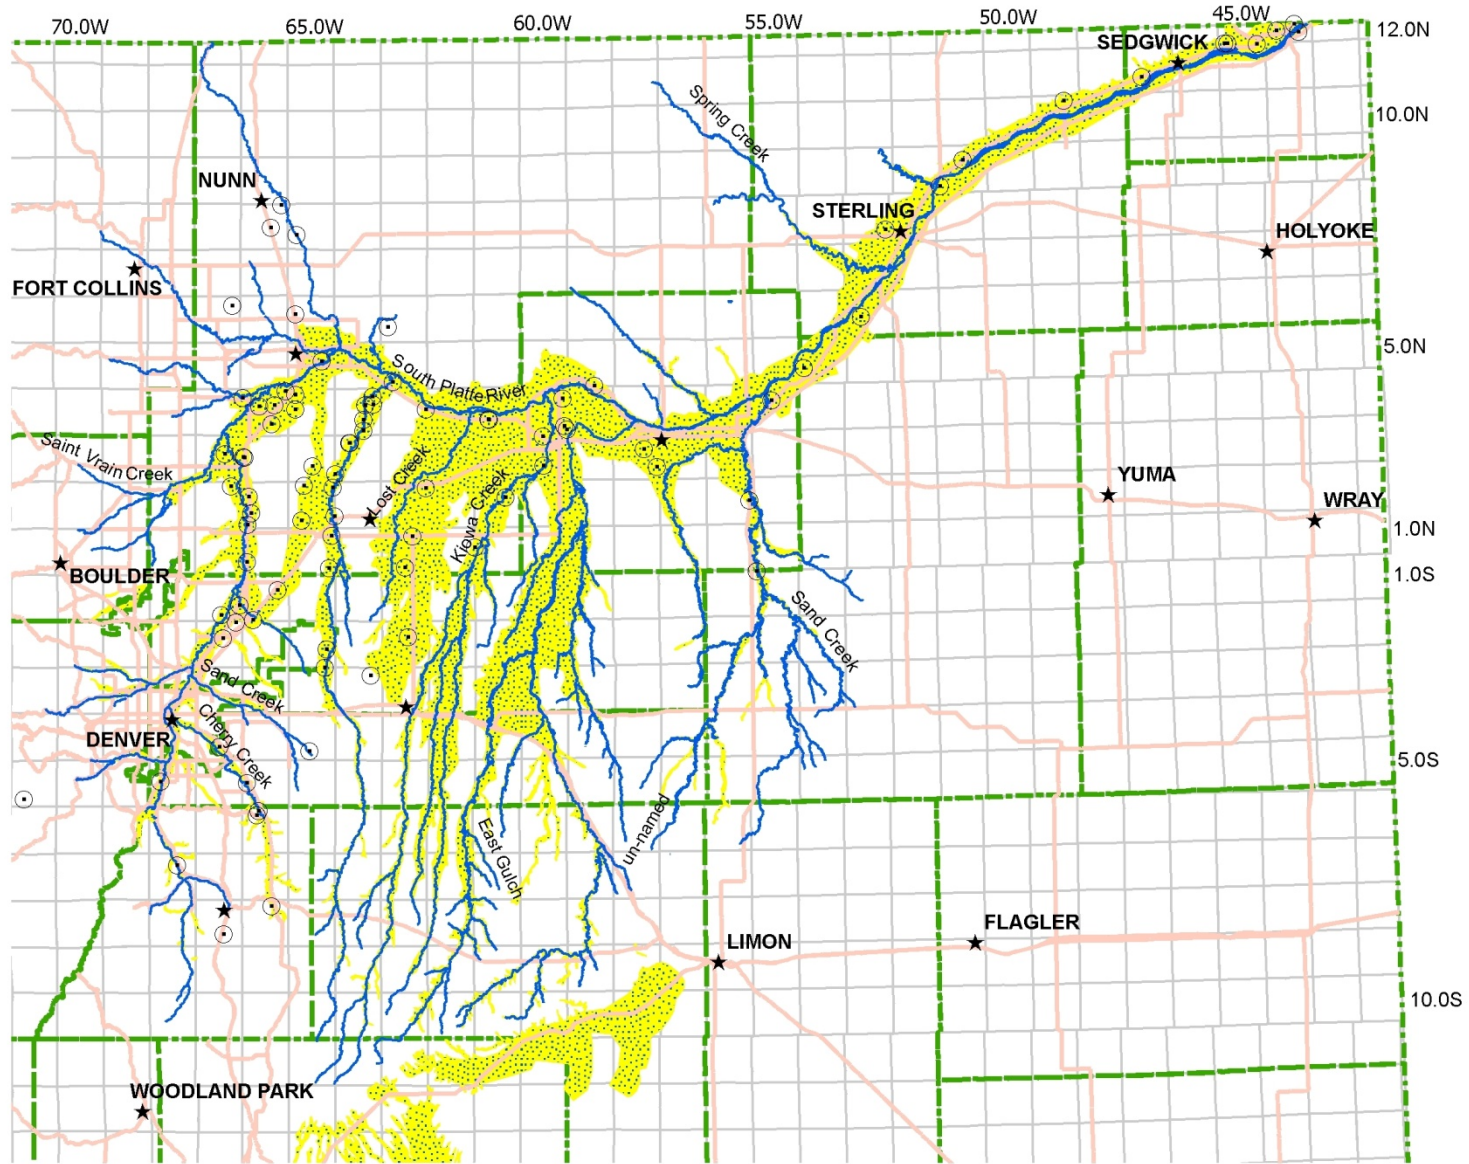 70.0W 65.0W 60.0W 55.0W 50.0W 45.0W
12.0N
SEDGWICK
Spring Creek
10.0N
NUNN
STERLING
HOLYOKE
FORT COLLINS
5.0N
South Platte River
Saint Vrain Creek
Lost Creek
Kiowa Creek
YUMA
WRAY
1.0N
BOULDER
1.0S
Sand Creek
Sand Creek
Cherry Creek
DENVER
5.0S
East Gulch
un-named
FLAGLER
LIMON
10.0S
WOODLAND PARK